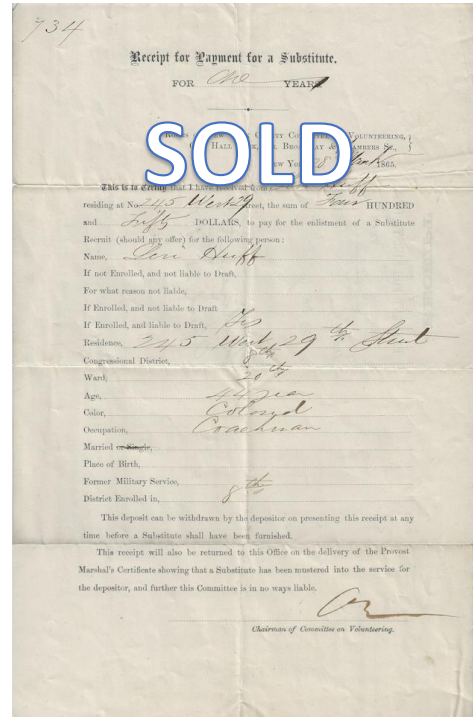 734
Receipt for Payment for a Substitute.
FOR One YEAR
SOLD
VOLUNTEERING,
HALL
1865.
This is to Certify that I have received
residing at No. 245 West 29 Street, the sum of Four HUNDRED
and Fifty DOLLARS, to pay for the enlistment of a Substitute
Recruit (should any offer) for the following person:
Name, Levi Huff
If not Enrolled, and not liable to Draft,
For what reason not liable,
If Enrolled, and not liable to Draft
If Enrolled, and liable to Draft,
Residence, 245 West 29th Street
Congressional District, 8th
Ward, 20th
Age, 44 year
Color, Colored
Occupation, Coachman
Married or Single,
Place of Birth,
Former Military Service,
District Enrolled in, 8th
This deposit can be withdrawn by the depositor on presenting this receipt at any
time before a Substitute shall have been furnished.
This receipt will also be returned to this Office on the delivery of the Provost
Marshal's Certificate showing that a Substitute has been mustered into the service for
the depositor, and further this Committee is in no ways liable.
Chairman of Committee on Volunteering.